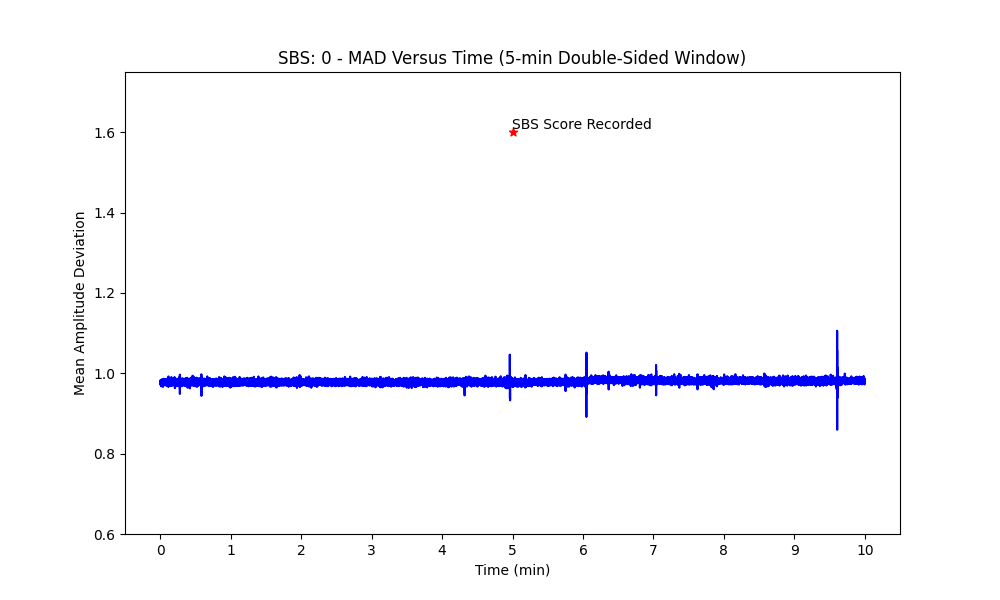 SBS: 0 - MAD Versus Time (5-min Double-Sided Window)
SBS Score Recorded
Mean Amplitude Deviation
1.6
1.4
1.2
1.0
0.8
0.6
0 1 2 3 4 5 6 7 8 9 10
Time (min)